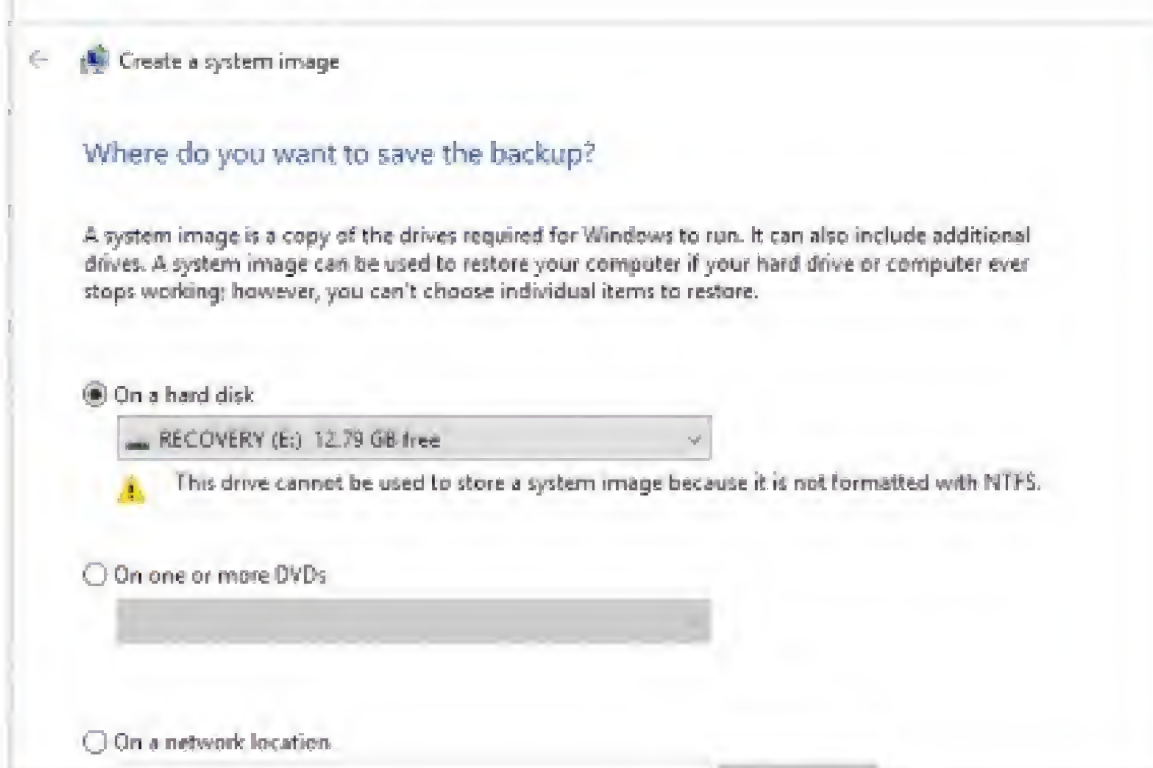 Create a system image
Where do you want to save the backup?
A system image is a copy of the drives required for Windows to run. It can also include additional
drives. A system image can be used to restore your computer if your hard drive or computer ever
stops working; however, you can't choose individual items to restore.
On a hard disk
RECOVERY (E:) 12.79 GB free
This drive cannot be used to store a system image because it is not formatted with NTFS.
On one or more DVDs
On a network location